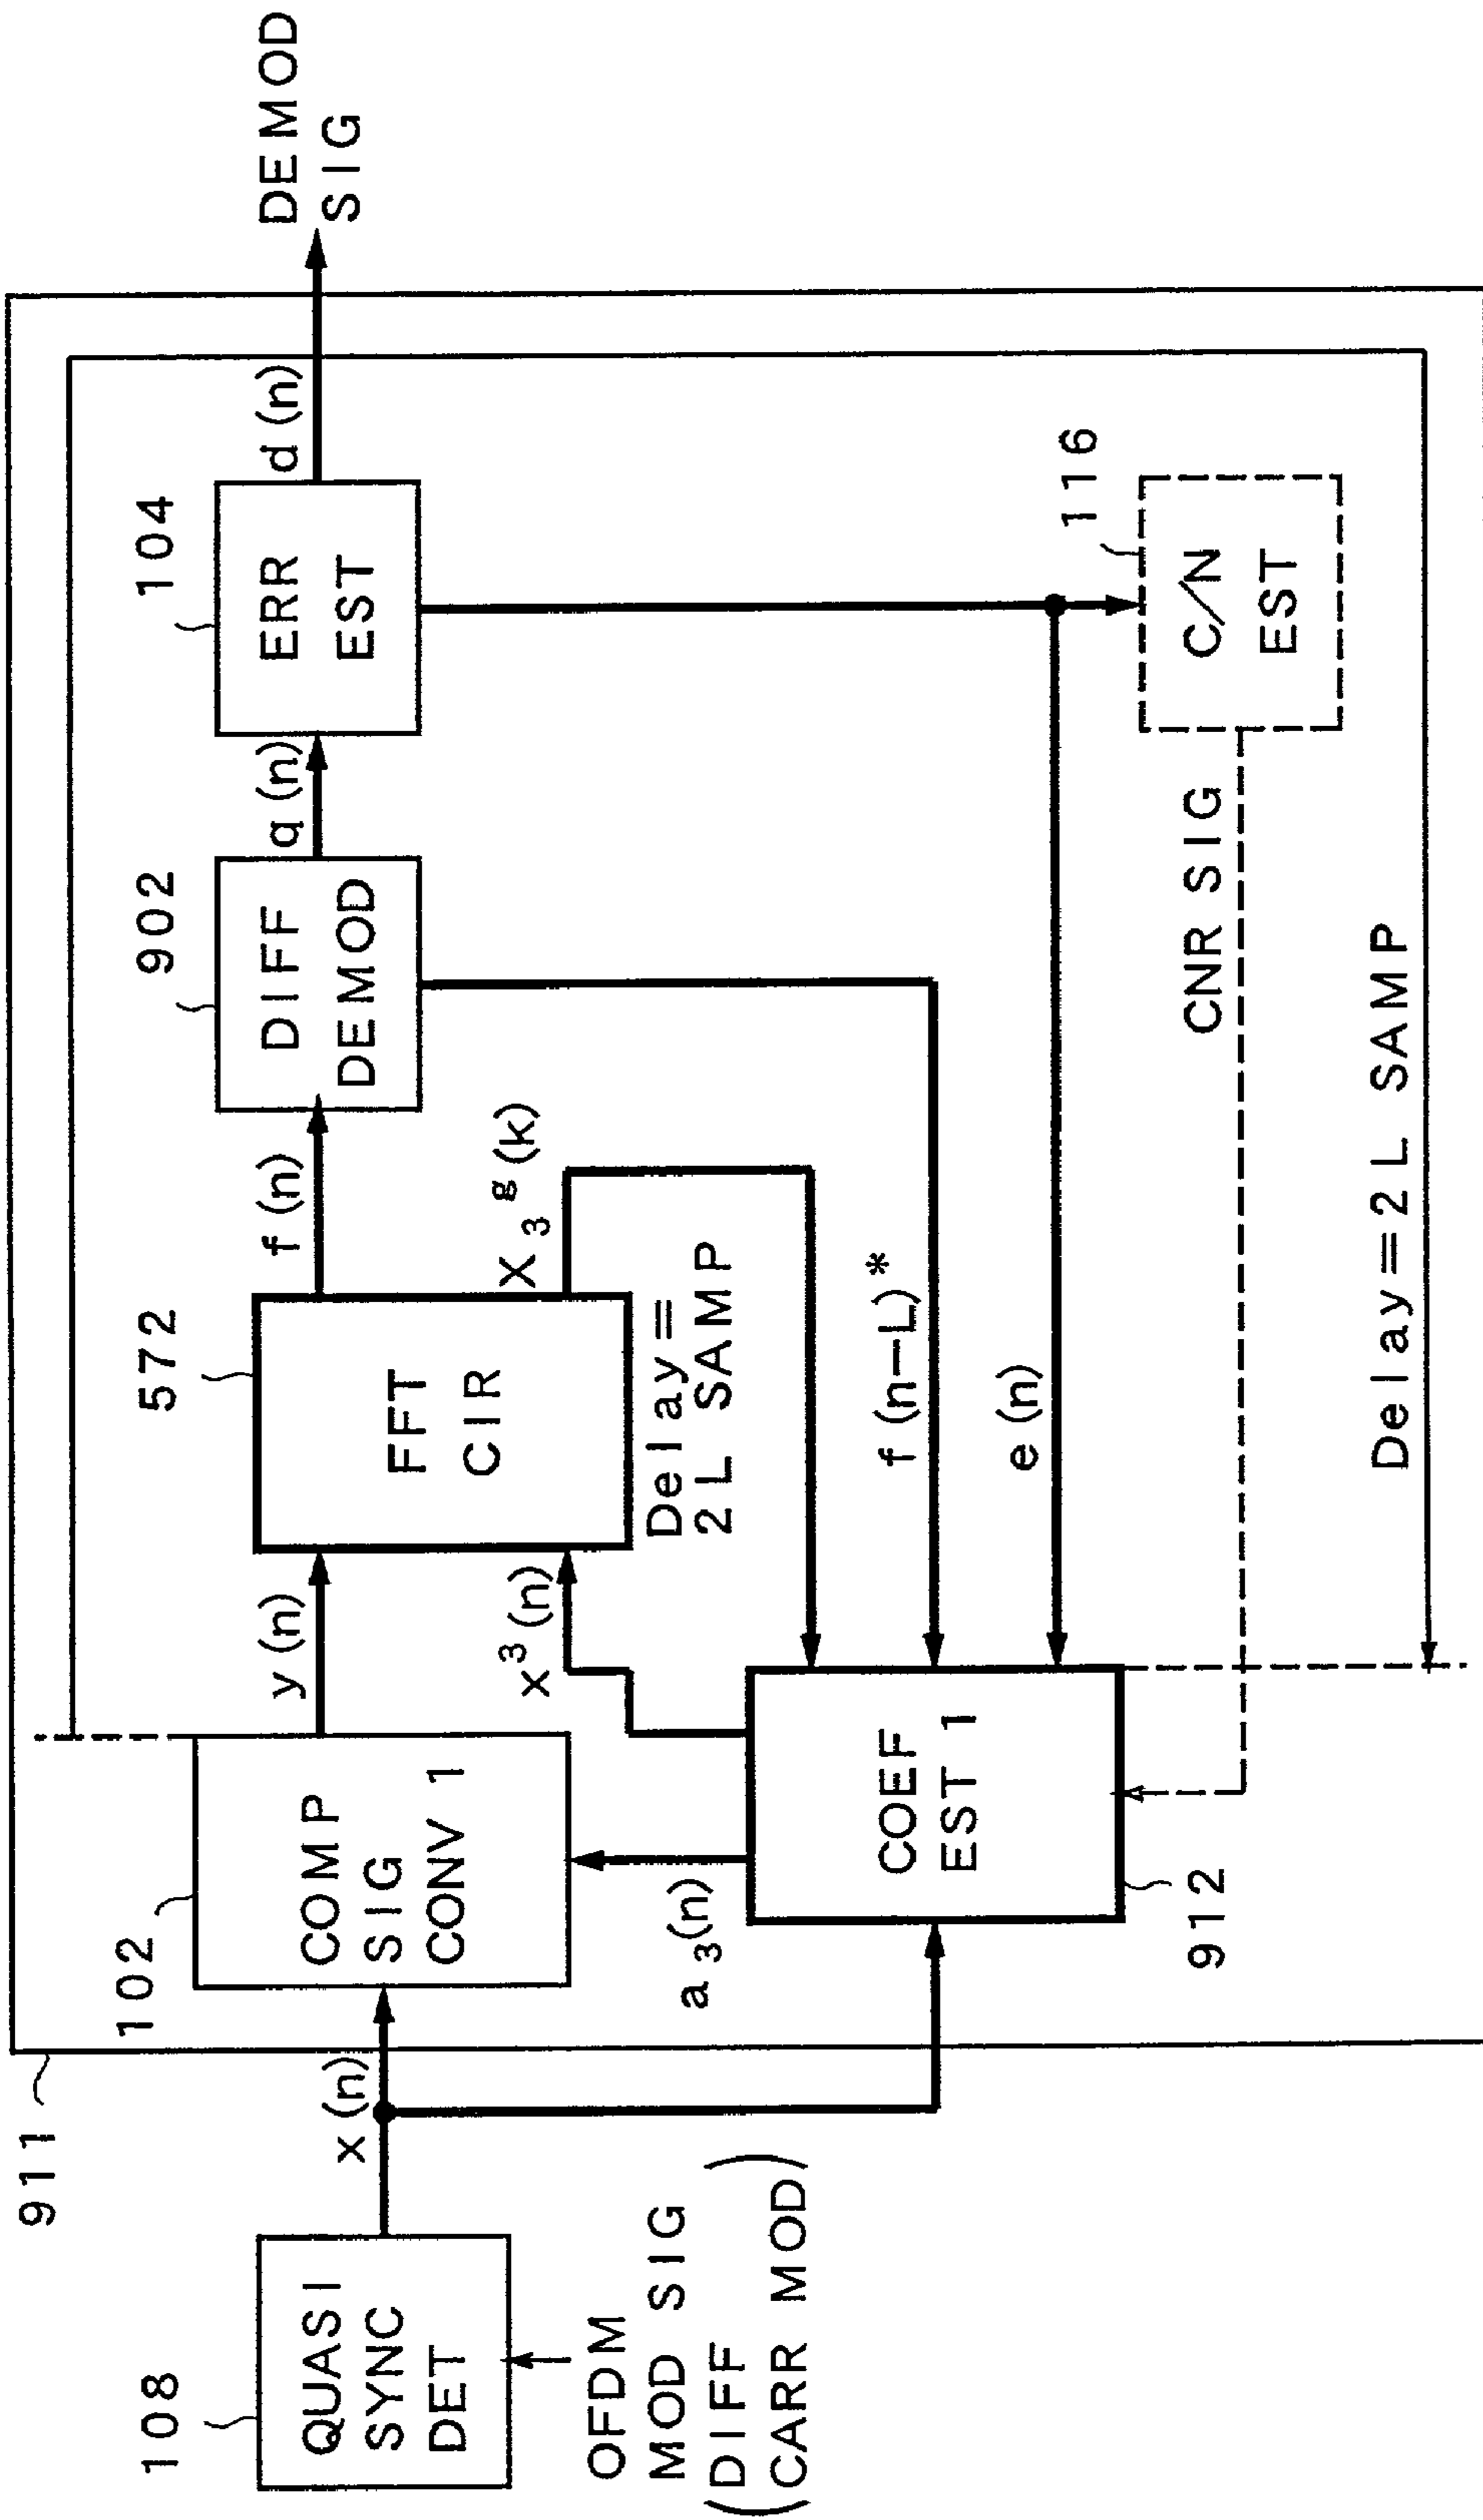 108
QUASI
SYNC
DET
OFDM
MOD SIG
(DIFF
CARR MOD)
x (n)
911
102
COMP
SIG
CONV 1
a₃(n)
COEF
EST 1
912
y (n)
x³(n)
572
FFT
CIR
Delay=
2L SAMP
f (n)
X₃ᵍ(k)
902
DIFF
DEMOD
f (n−L)*
e (n)
q (n)
104
ERR
EST
d (n)
DEMOD
SIG
116
C/N
EST
CNR SIG
Delay=2L SAMP